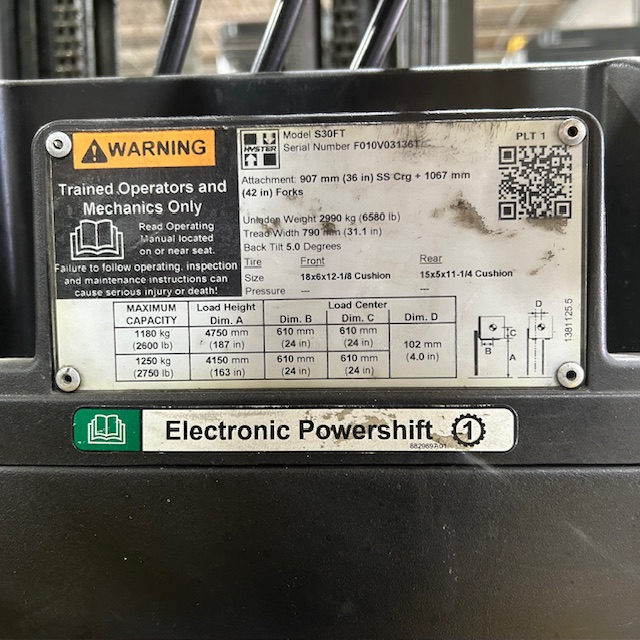 WARNING
Trained Operators and
Mechanics Only
Read Operating
Manual located
on or near seat.
Failure to follow operating, inspection
and maintenance instructions can
cause serious injury or death!
HYSTER
Model S30FT
Serial Number F010V03136T
PLT 1
Attachment: 907 mm (36 in) SS Crg + 1067 mm
(42 in) Forks
Unladen Weight 2990 kg (6580 lb)
Tread Width 790 mm (31.1 in)
Back Tilt 5.0 Degrees
Tire Front Rear
Size 18x6x12-1/8 Cushion 15x5x11-1/4 Cushion
Pressure --- ---
MAXIMUM CAPACITY Load Height Dim. A Load Center
Dim. B Dim. C Dim. D
1180 kg (2600 lb) 4750 mm (187 in) 610 mm (24 in) 610 mm (24 in) 102 mm (4.0 in)
1250 kg (2750 lb) 4150 mm (163 in) 610 mm (24 in) 610 mm (24 in)
B C A D
1381125.5
Electronic Powershift 1